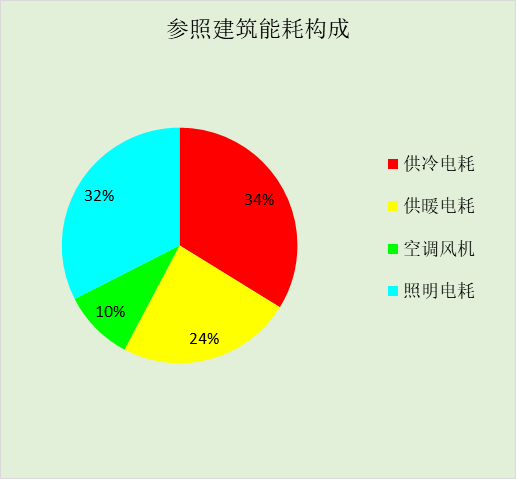 参照建筑能耗构成
供冷电耗
32%
34%
供暖电耗
空调风机
照明电耗
10%
24%